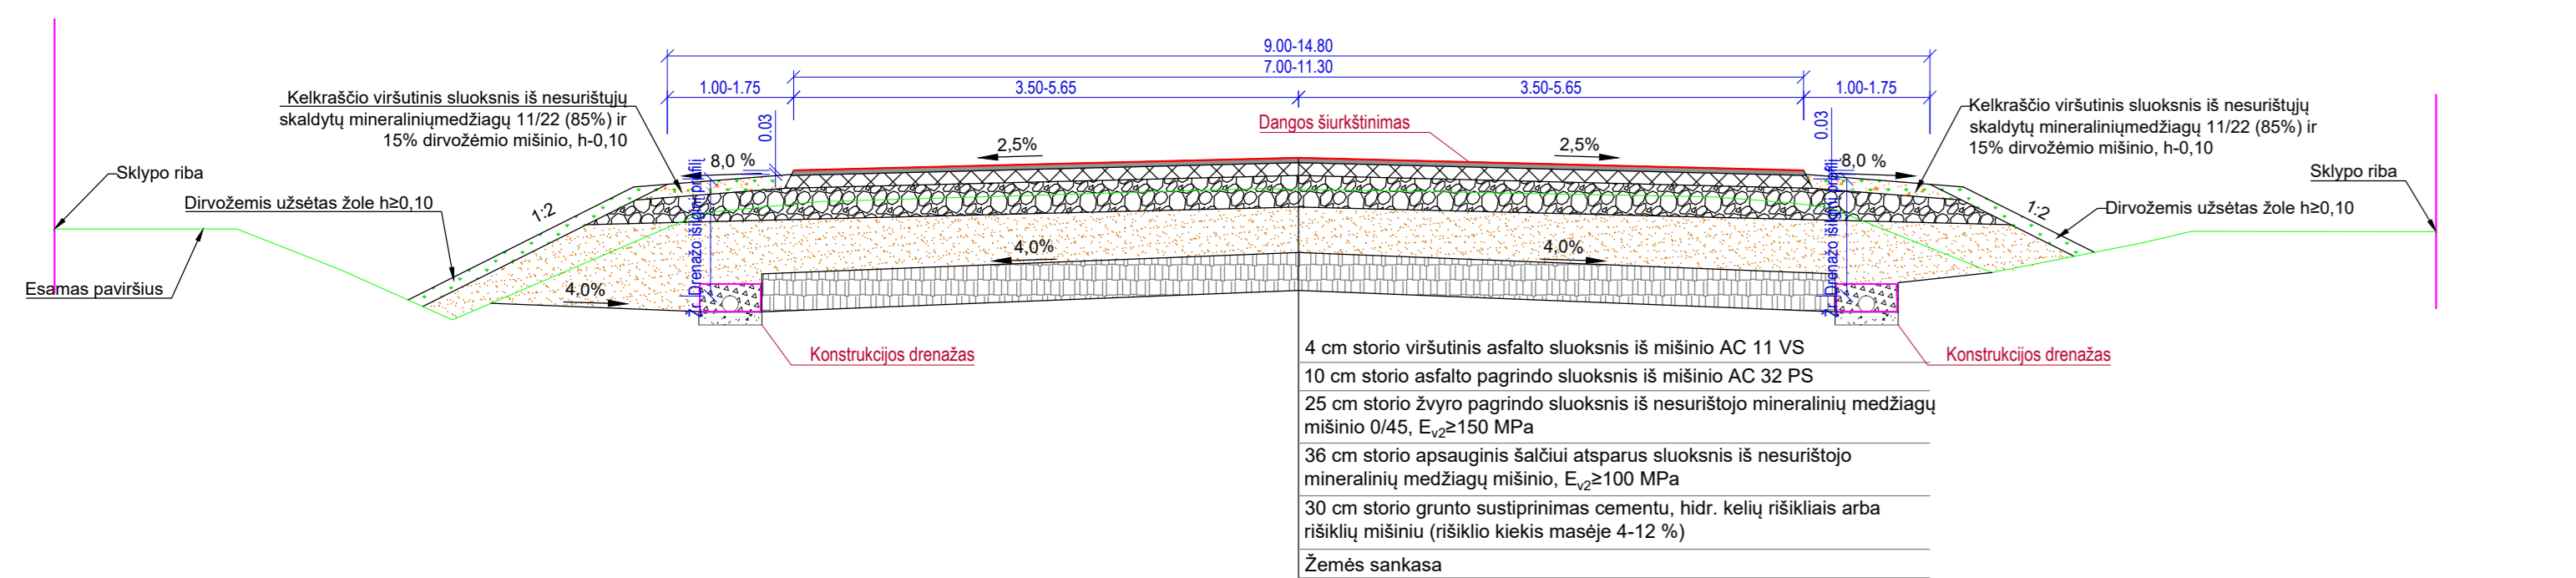 9.00-14.80
7.00-11.30
1.00-1.75
3.50-5.65
3.50-5.65
1.00-1.75
Kelkraščio viršutinis sluoksnis iš nesurištųjų
skaldytų mineraliniųmedžiagų 11/22 (85%) ir
15% dirvožėmio mišinio, h-0,10
0.03
Dangos šiurkštinimas
0.03
Kelkraščio viršutinis sluoksnis iš nesurištųjų
skaldytų mineraliniųmedžiagų 11/22 (85%) ir
15% dirvožėmio mišinio, h-0,10
2,5%
2,5%
8,0 %
8,0 %
Sklypo riba
Sklypo riba
Dirvožemis užsėtas žole h≥0,10
1:2
1:2
Dirvožemis užsėtas žole h≥0,10
Žr. Drenažo išilginį profilį
Žr. Drenažo išilginį profilį
4,0%
4,0%
Esamas paviršius
4,0%
Konstrukcijos drenažas
Konstrukcijos drenažas
4 cm storio viršutinis asfalto sluoksnis iš mišinio AC 11 VS
10 cm storio asfalto pagrindo sluoksnis iš mišinio AC 32 PS
25 cm storio žvyro pagrindo sluoksnis iš nesurištojo mineralinių medžiagų
mišinio 0/45, Ev2≥150 MPa
36 cm storio apsauginis šalčiui atsparus sluoksnis iš nesurištojo
mineralinių medžiagų mišinio, Ev2≥100 MPa
30 cm storio grunto sustiprinimas cementu, hidr. kelių rišikliais arba
rišiklių mišiniu (rišiklio kiekis masėje 4-12 %)
Žemės sankasa